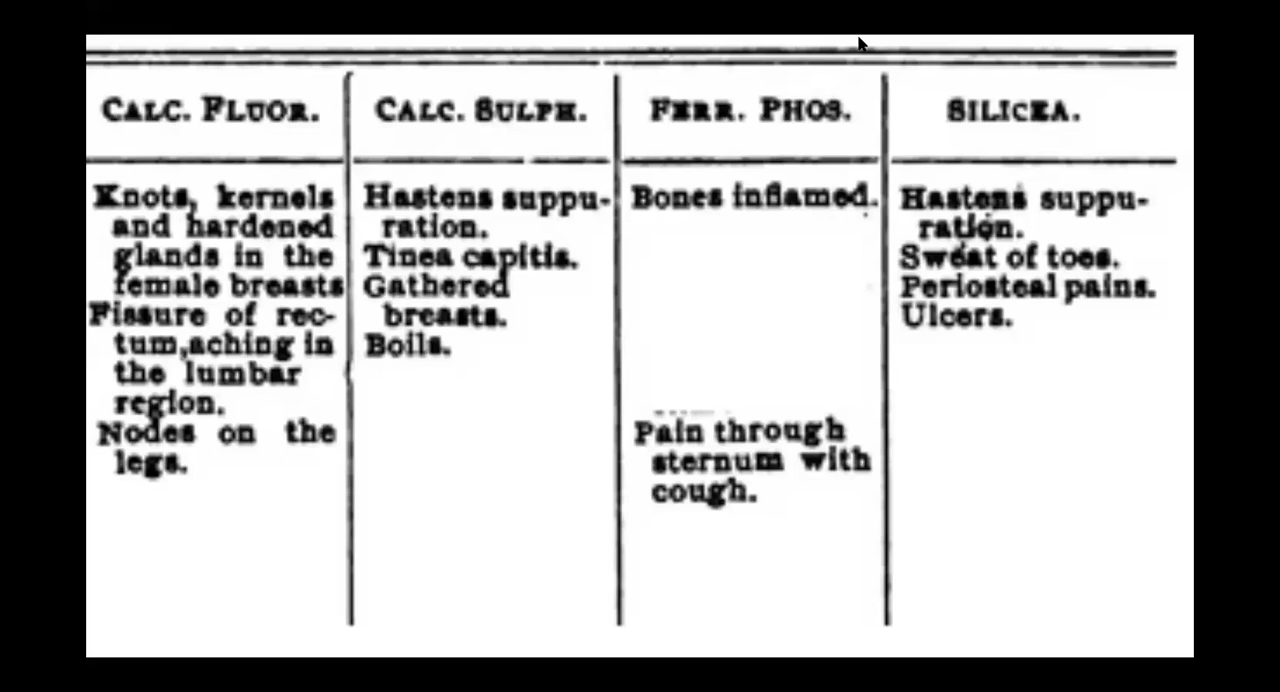 CALC. FLUOR.
Knots, kernels
and hardened
glands in the
female breasts
Fissure of rec-
tum, aching in
the lumbar
region.
Nodes on the
legs.
CALC. SULPH.
Hastens suppu-
ration.
Tinea capitis.
Gathered
breasts.
Boils.
FERR. PHOS.
Bones inflamed.
Pain through
sternum with
cough.
SILICEA.
Hastens suppu-
ration.
Sweat of toes.
Periosteal pains.
Ulcers.